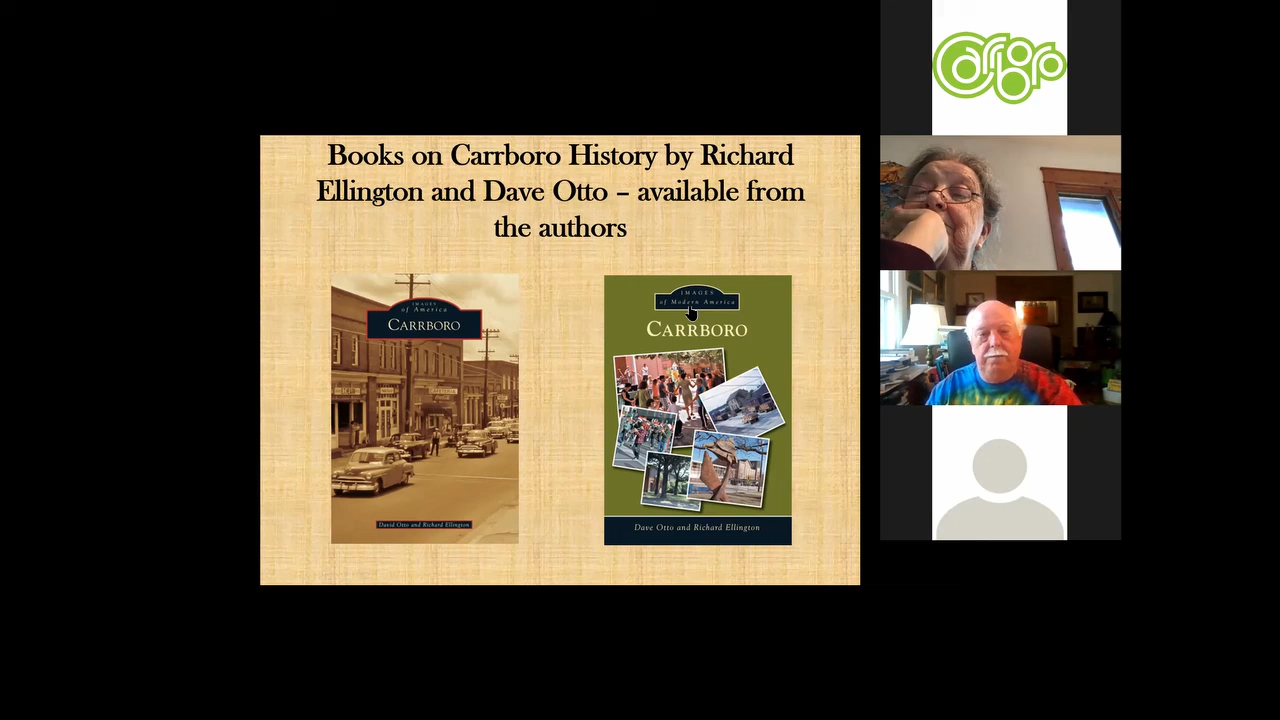 Books on Carrboro History by Richard
Ellington and Dave Otto – available from
the authors
IMAGES
of America
CARRBORO
David Otto and Richard Ellington
IMAGES
of Modern America
CARRBORO
Dave Otto and Richard Ellington
Carrboro